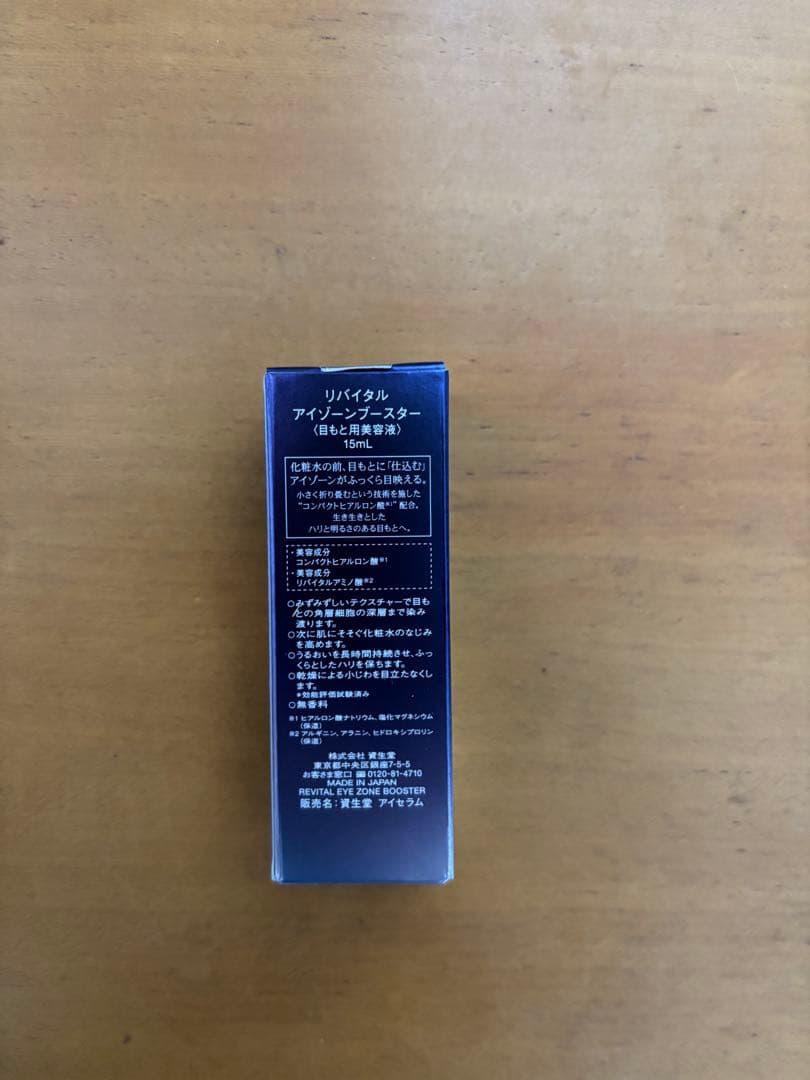 リバイタル
アイゾーンブースター
〈目もと用美容液〉
15mL
化粧水の前、目もとに「仕込む」
アイゾーンがふっくら目映える。
小さく折り畳むという技術を施した
“コンパクトヒアルロン酸※1”配合。
生き生きとした
ハリと明るさのある目もとへ。
・美容成分
コンパクトヒアルロン酸※1
・美容成分
リバイタルアミノ酸※2
○みずみずしいテクスチャーで目も
との角層細胞の深層まで染み
渡ります。
○次に肌にそそぐ化粧水のなじみ
を高めます。
○うるおいを長時間持続させ、ふっ
くらとしたハリを保ちます。
○乾燥による小じわを目立たなくし
ます。
*効能評価試験済み
○無香料
※1 ヒアルロン酸ナトリウム、塩化マグネシウム
（保湿）
※2 アルギニン、アラニン、ヒドロキシプロリン
（保湿）
株式会社 資生堂
東京都中央区銀座7-5-5
お客さま窓口 0120-81-4710
MADE IN JAPAN
REVITAL EYE ZONE BOOSTER
販売名：資生堂 アイセラム